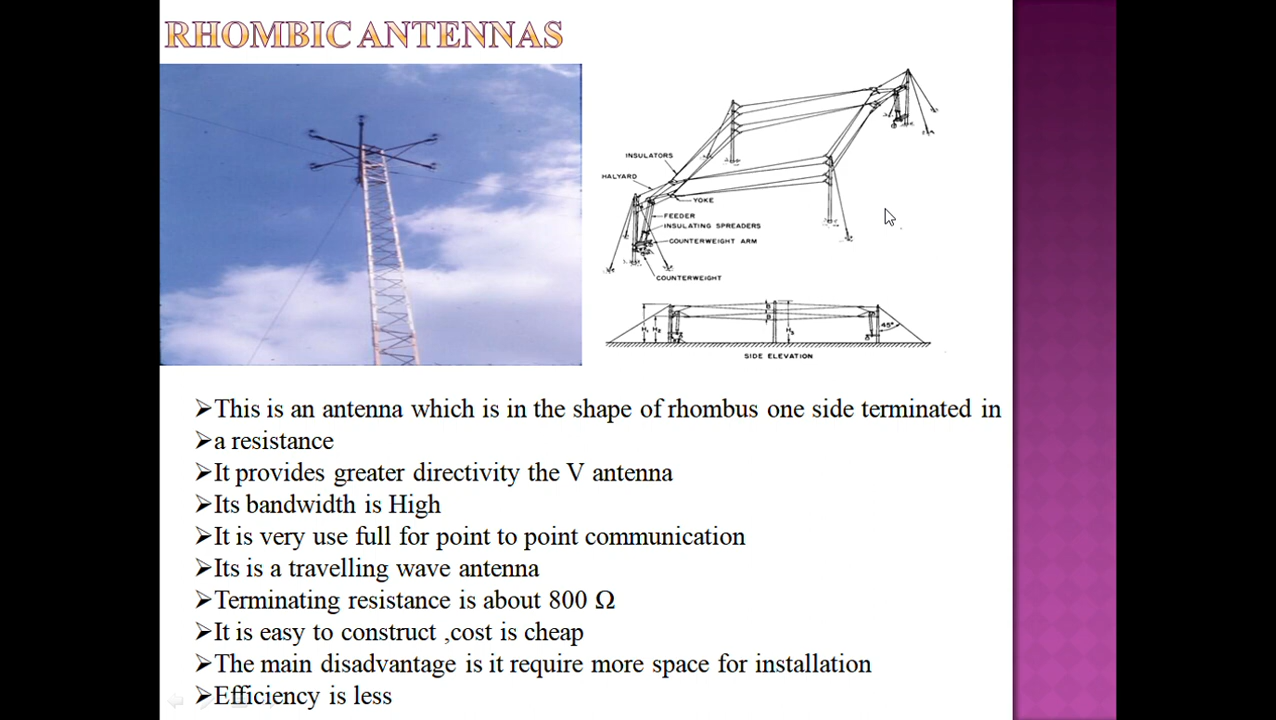 RHOMBIC ANTENNAS
INSULATORS
HALYARD
YOKE
FEEDER
INSULATING SPREADERS
COUNTERWEIGHT ARM
COUNTERWEIGHT
H₁ H₂ H₃ 45°
SIDE ELEVATION
➢This is an antenna which is in the shape of rhombus one side terminated in
➢a resistance
➢It provides greater directivity the V antenna
➢Its bandwidth is High
➢It is very use full for point to point communication
➢Its is a travelling wave antenna
➢Terminating resistance is about 800 Ω
➢It is easy to construct ,cost is cheap
➢The main disadvantage is it require more space for installation
➢Efficiency is less